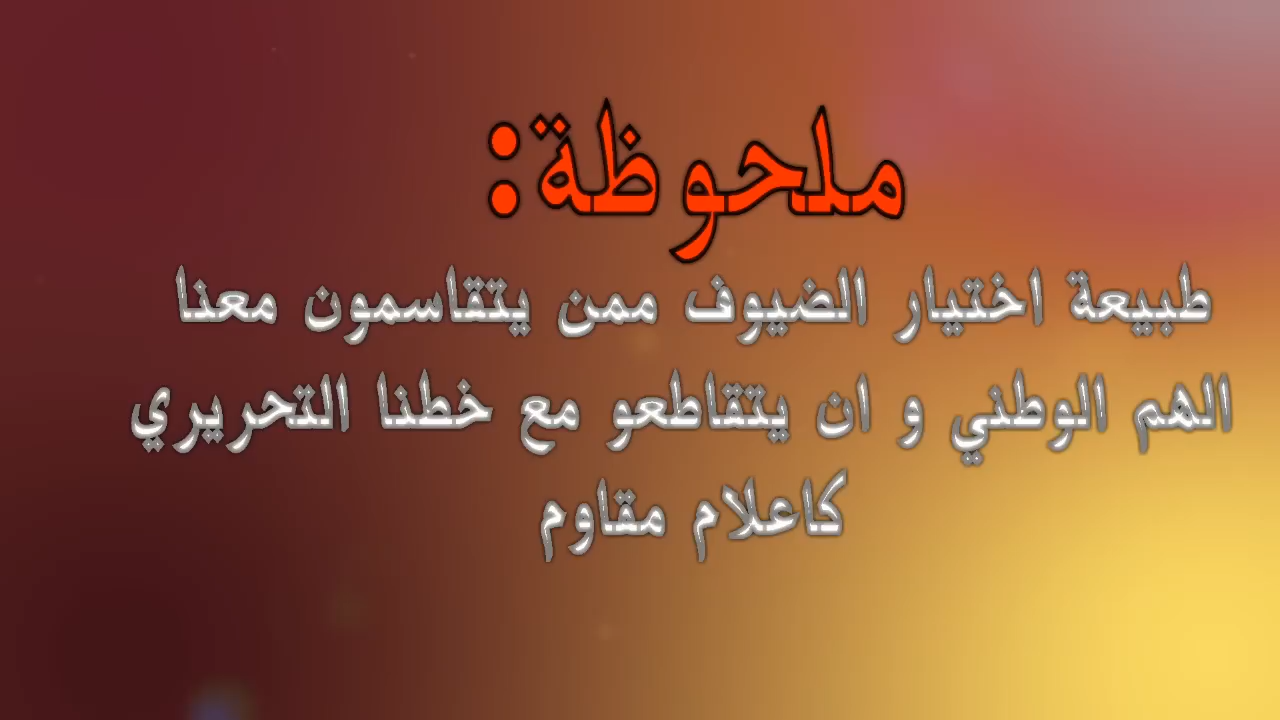 ملحوظة:
طبيعة اختيار الضيوف ممن يتقاسمون معنا
الهم الوطني و ان يتقاطعو مع خطنا التحريري
كاعلام مقاوم